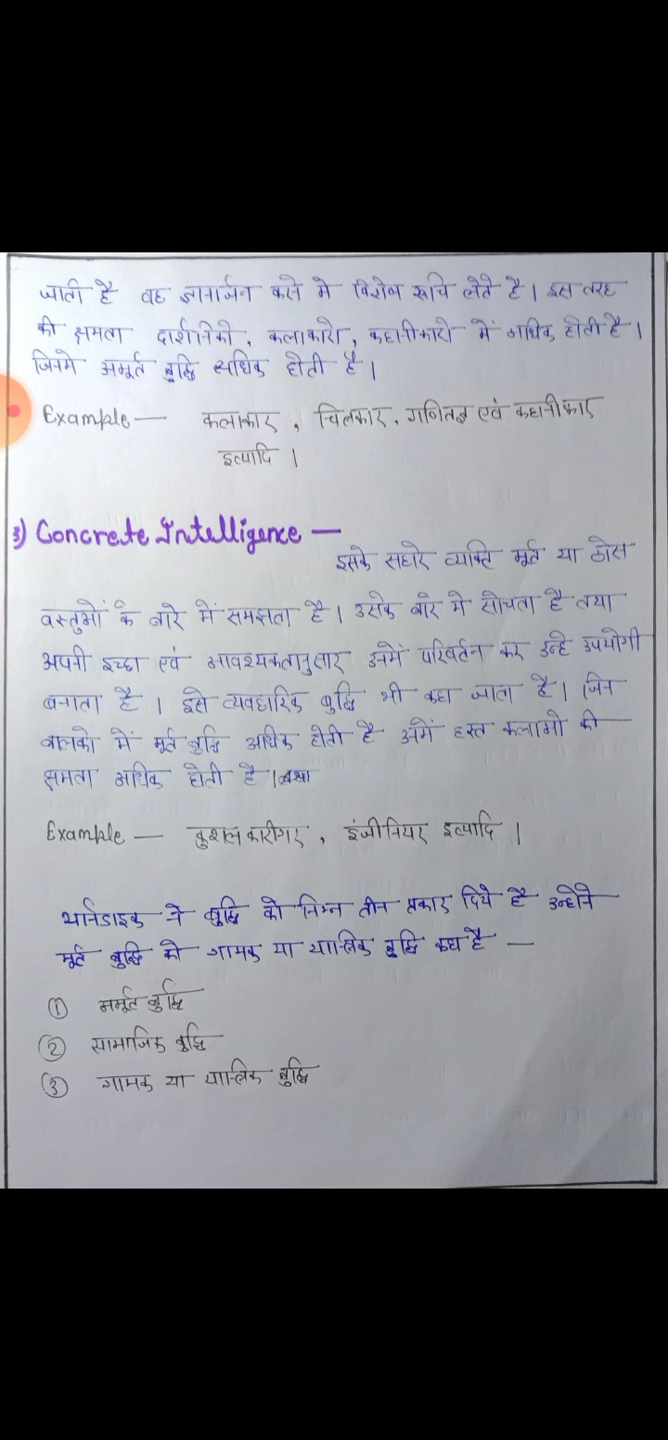 जाती है वह ज्ञानार्जन करने मे विशेष रूचि लेते है। इस तरह
की क्षमता दार्शनिको, कलाकारो, कहानीकारो में अधिक होती है।
जिनमे अमूर्त बुद्धि अधिक होती है।
Example — कलाकार, चित्रकार, गणितज्ञ एवं कहानीकार
इत्यादि।
3) Concrete Intelligence —
इसके सहारे व्यक्ति मूर्त या ठोस
वस्तुओं के बारे में समझता है। उसके बारे मे सोचता है तथा
अपनी इच्छा एवं आवश्यकतानुसार उनमें परिवर्तन कर उन्हे उपयोगी
बनाता है। इसे व्यवहारिक बुद्धि भी कहा जाता है। जिन
बालको में मूर्त बुद्धि अधिक होती है उनमें हस्त कलाओ की
क्षमता अधिक होती है।
Example — कुशल कारीगर, इंजीनियर इत्यादि।
थार्नडाइक ने बुद्धि को निम्न तीन प्रकार दिये है उन्होने
मूर्त बुद्धि को गामक या यान्त्रिक बुद्धि कहा है —
① अमूर्त बुद्धि
② सामाजिक बुद्धि
③ गामक या यान्त्रिक बुद्धि